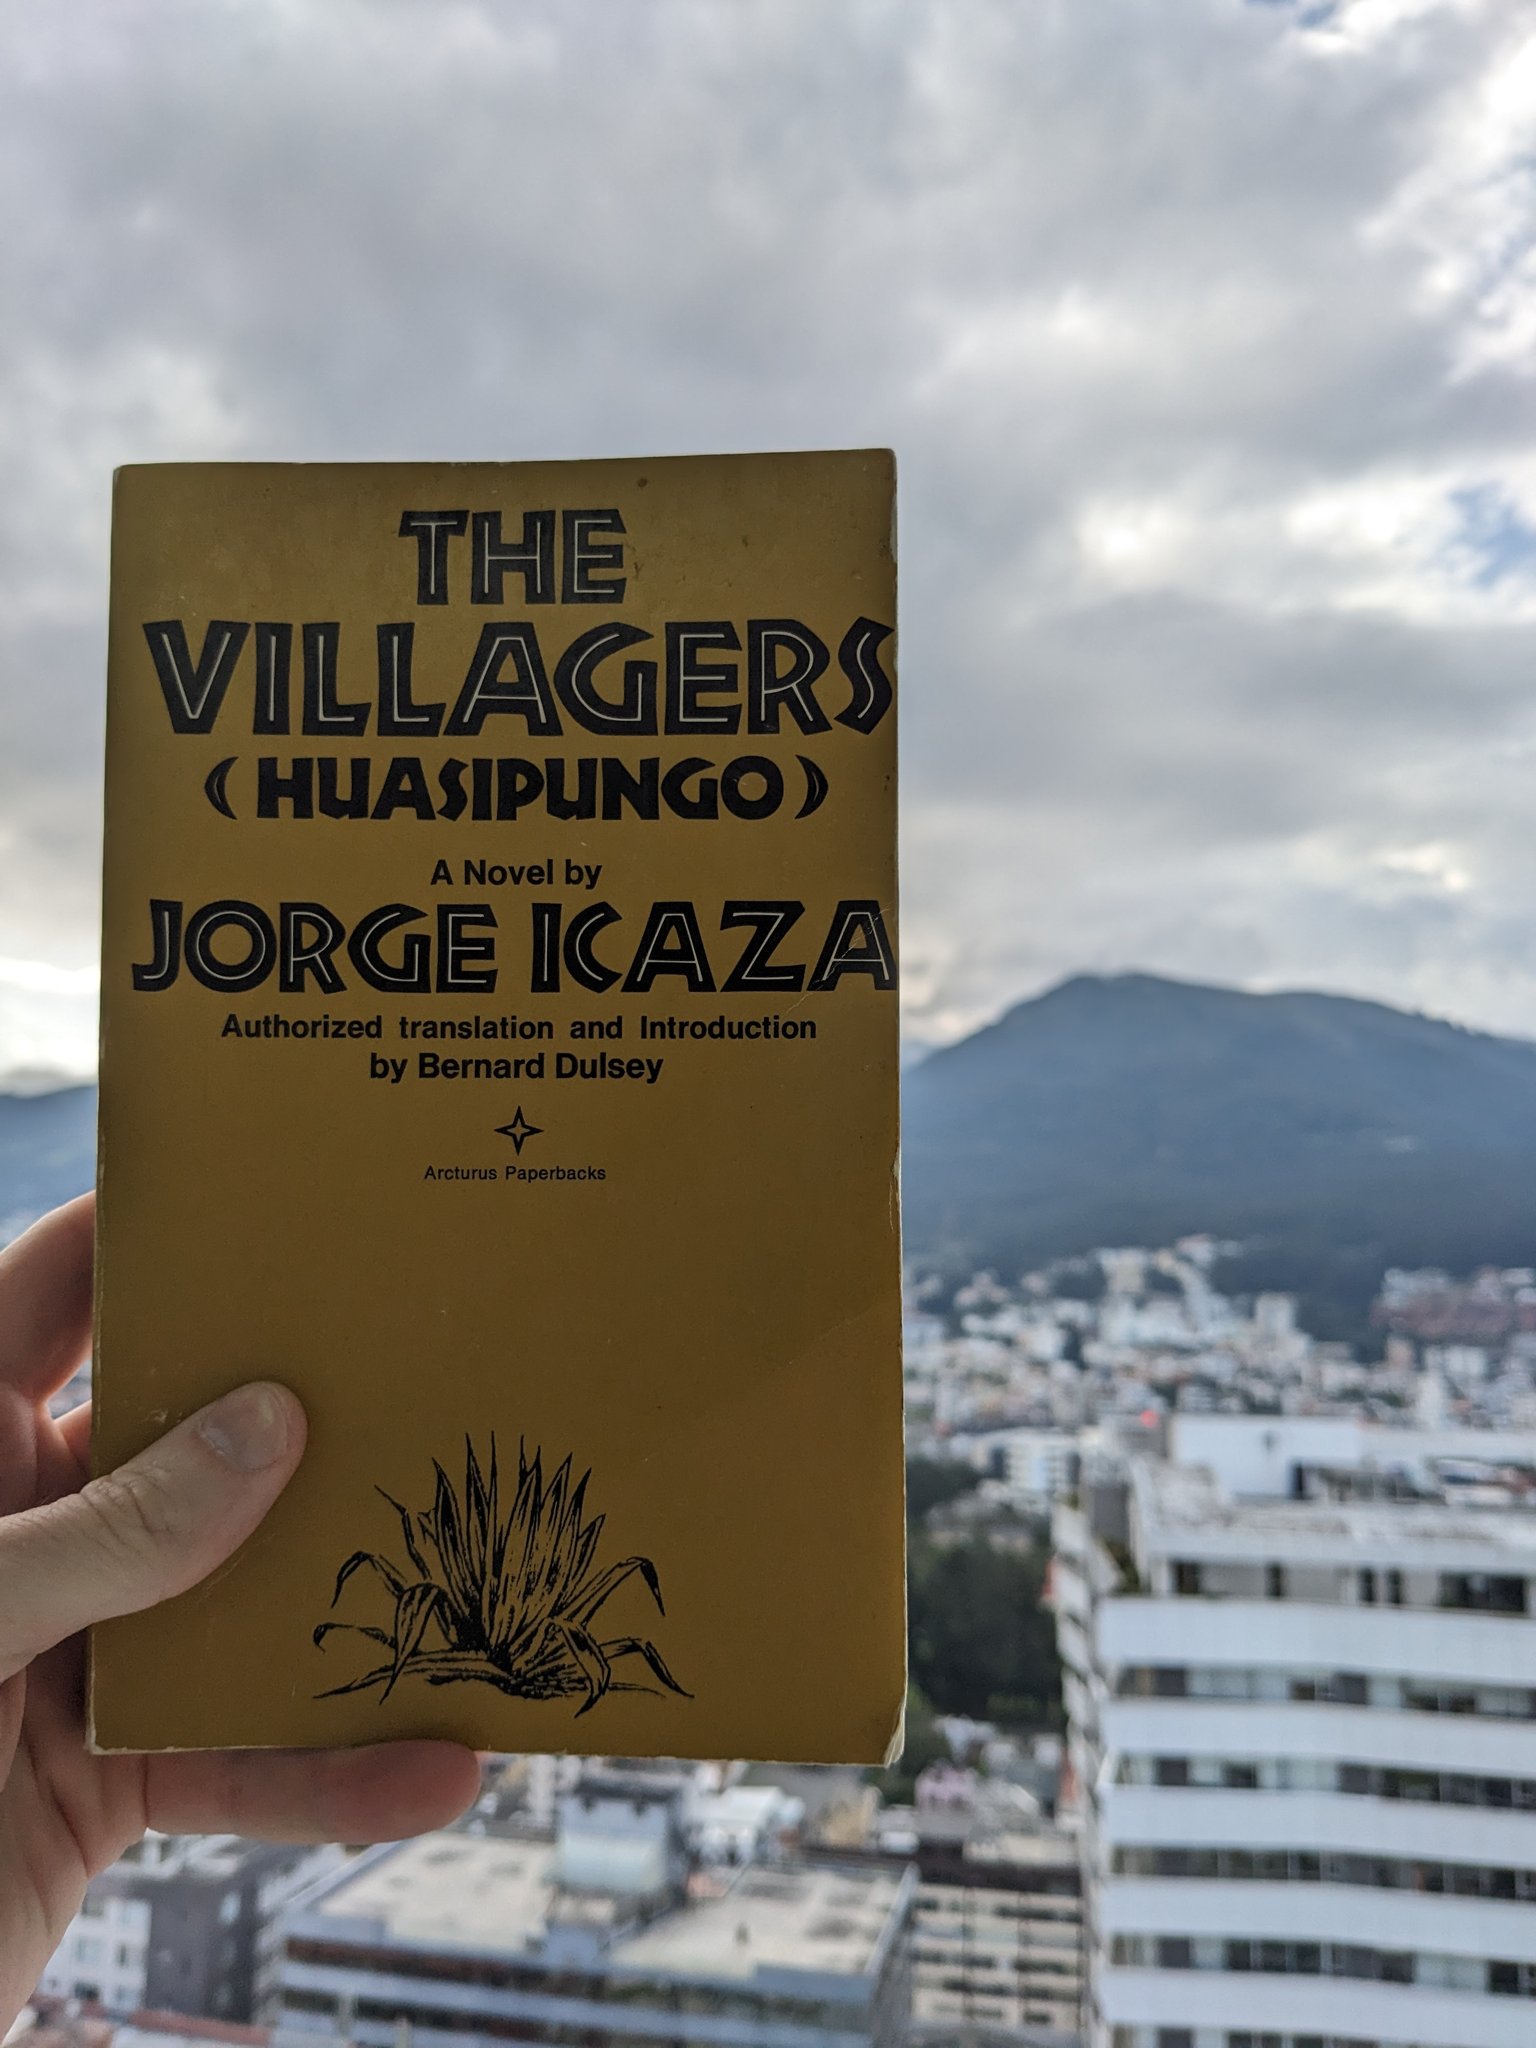 THE
VILLAGERS
(HUASIPUNGO)
A Novel by
JORGE ICAZA
Authorized translation and Introduction
by Bernard Dulsey
Arcturus Paperbacks